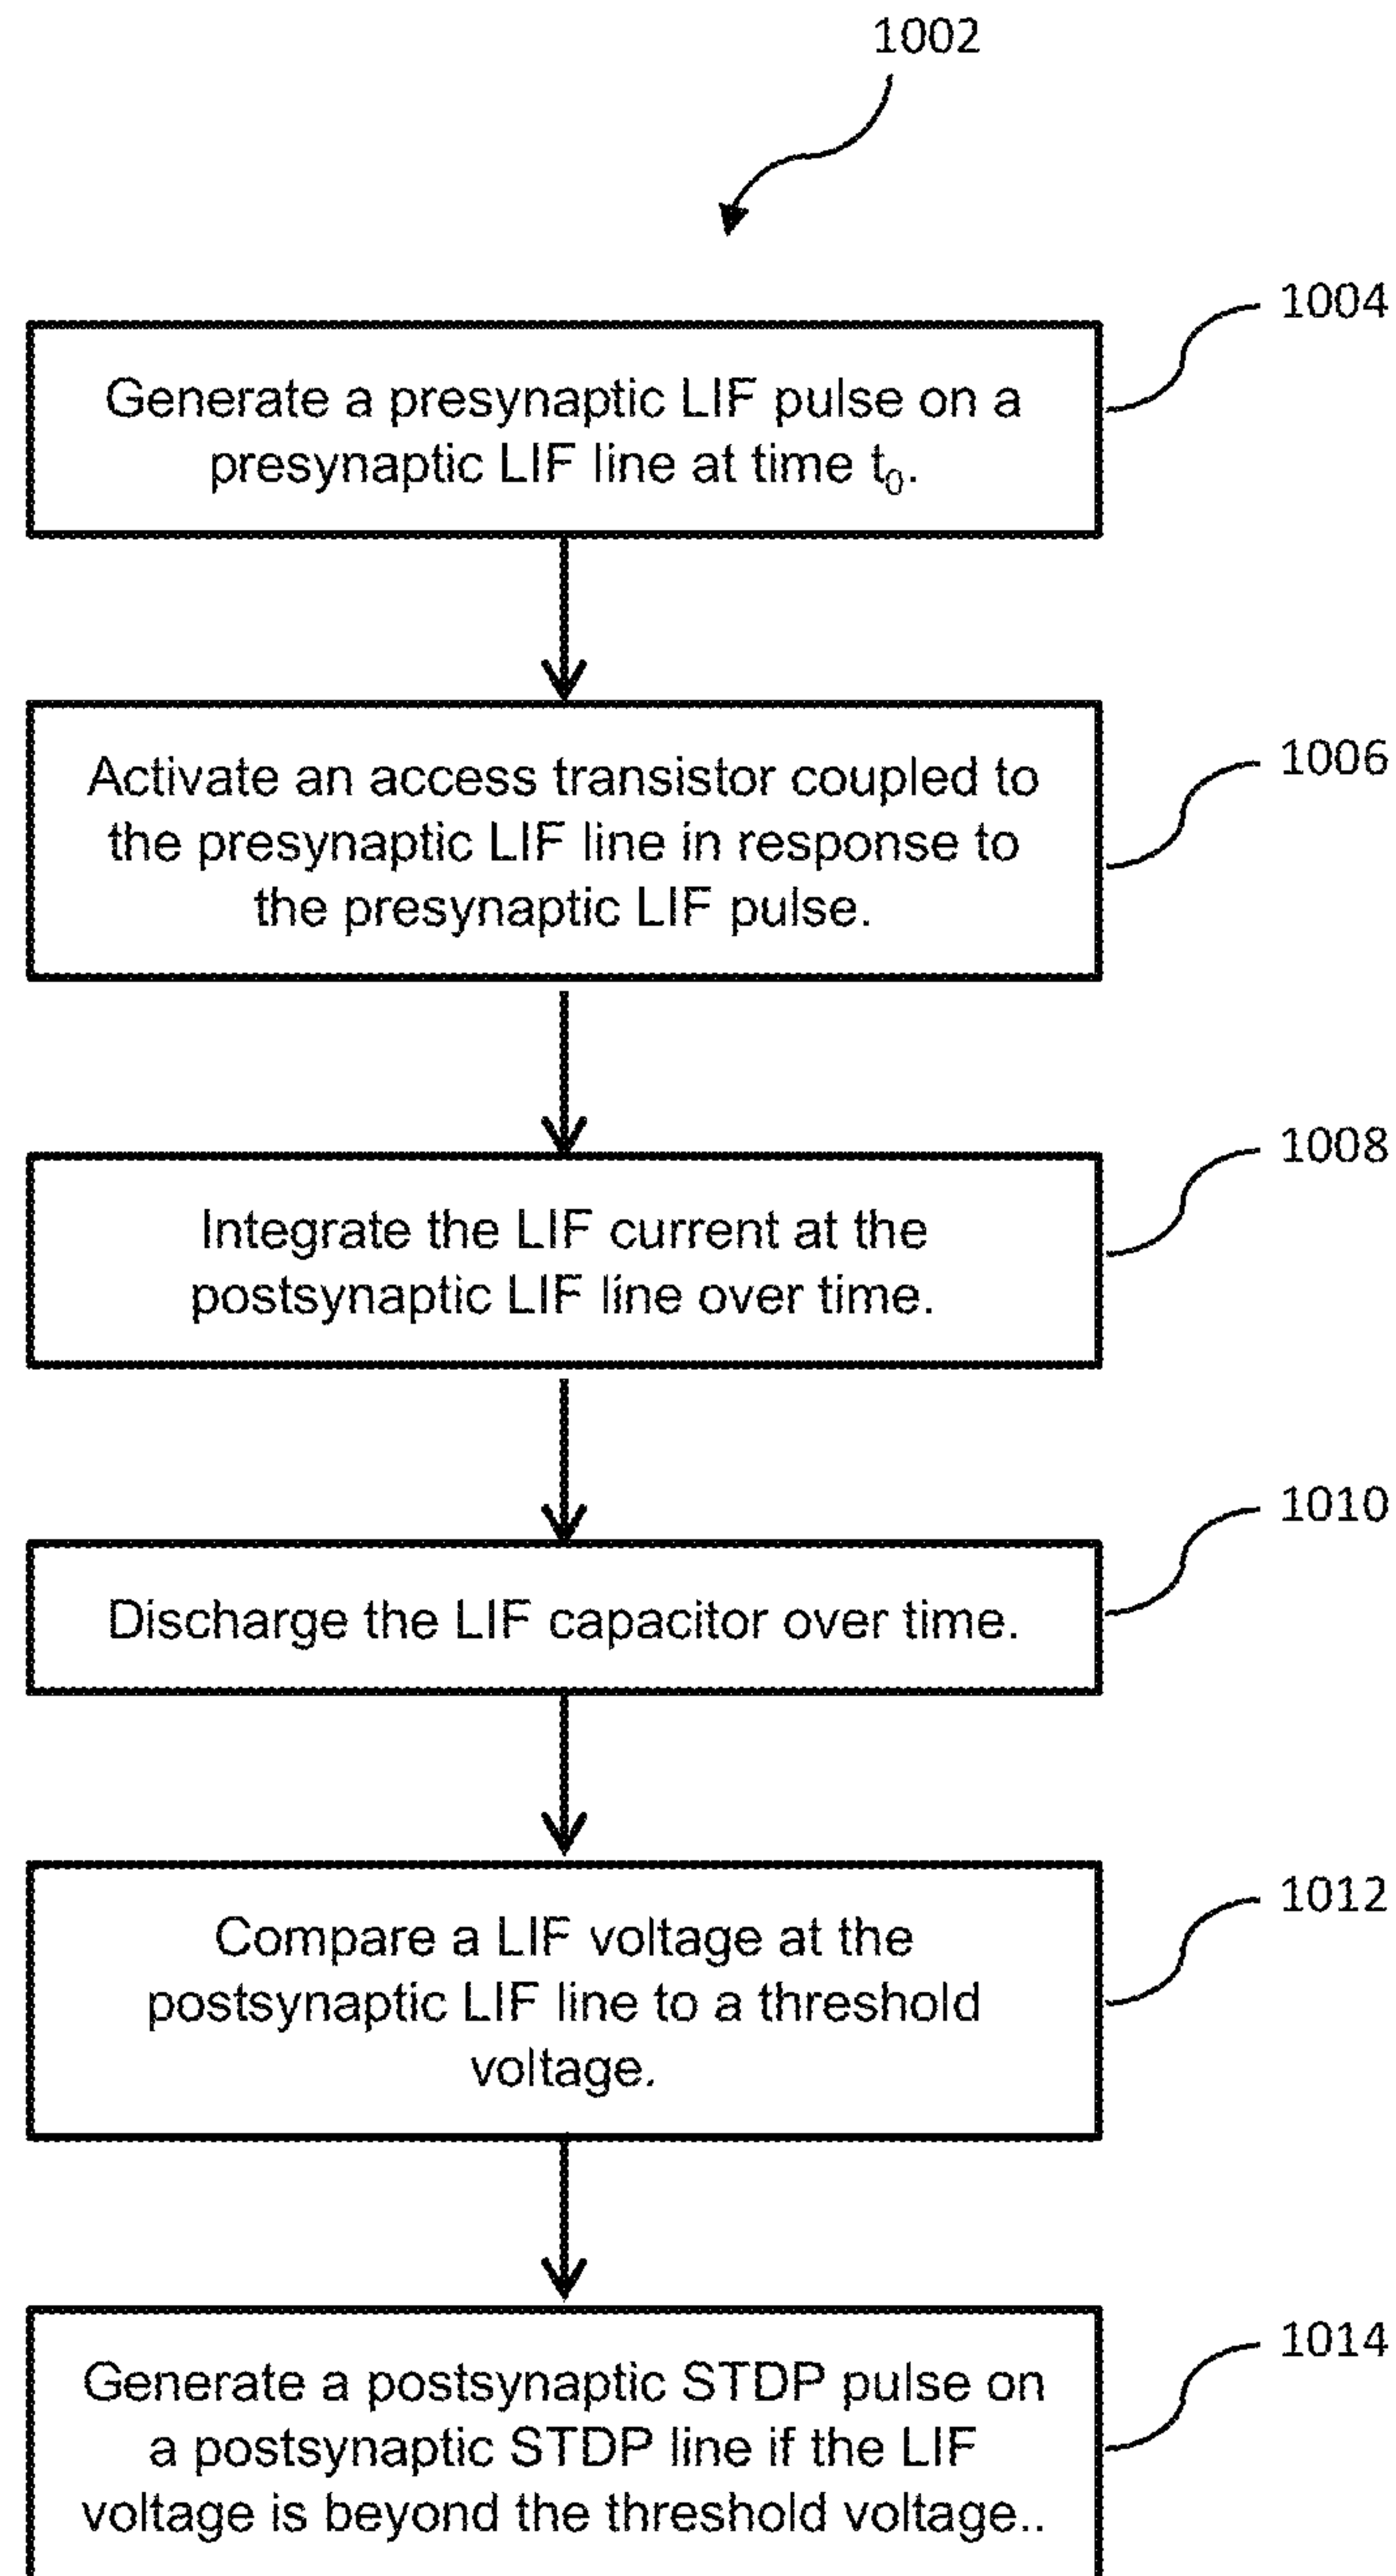 1002
1004
Generate a presynaptic LIF pulse on a
presynaptic LIF line at time t₀.
1006
Activate an access transistor coupled to
the presynaptic LIF line in response to
the presynaptic LIF pulse.
1008
Integrate the LIF current at the
postsynaptic LIF line over time.
1010
Discharge the LIF capacitor over time.
1012
Compare a LIF voltage at the
postsynaptic LIF line to a threshold
voltage.
1014
Generate a postsynaptic STDP pulse on
a postsynaptic STDP line if the LIF
voltage is beyond the threshold voltage..